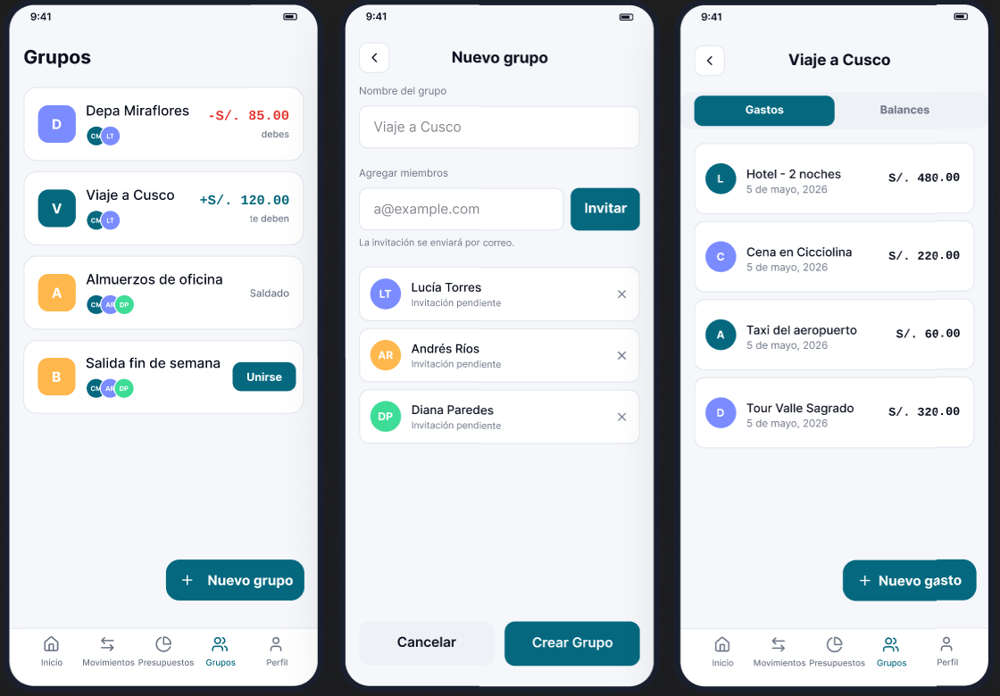 9:41
Grupos
D
Depa Miraflores
-S/. 85.00
CM LT
debes
V
Viaje a Cusco
+S/. 120.00
CM LT
te deben
A
Almuerzos de oficina
Saldado
CM AR DP
B
Salida fin de semana
Unirse
CM AR DP
+ Nuevo grupo
Inicio
Movimientos
Presupuestos
Grupos
Perfil
9:41
Nuevo grupo
Nombre del grupo
Viaje a Cusco
Agregar miembros
a@example.com
Invitar
La invitación se enviará por correo.
LT
Lucía Torres
Invitación pendiente
AR
Andrés Ríos
Invitación pendiente
DP
Diana Paredes
Invitación pendiente
Cancelar
Crear Grupo
9:41
Viaje a Cusco
Gastos
Balances
L
Hotel - 2 noches
S/. 480.00
5 de mayo, 2026
C
Cena en Cicciolina
S/. 220.00
5 de mayo, 2026
A
Taxi del aeropuerto
S/. 60.00
5 de mayo, 2026
D
Tour Valle Sagrado
S/. 320.00
5 de mayo, 2026
+ Nuevo gasto
Inicio
Movimientos
Presupuestos
Grupos
Perfil